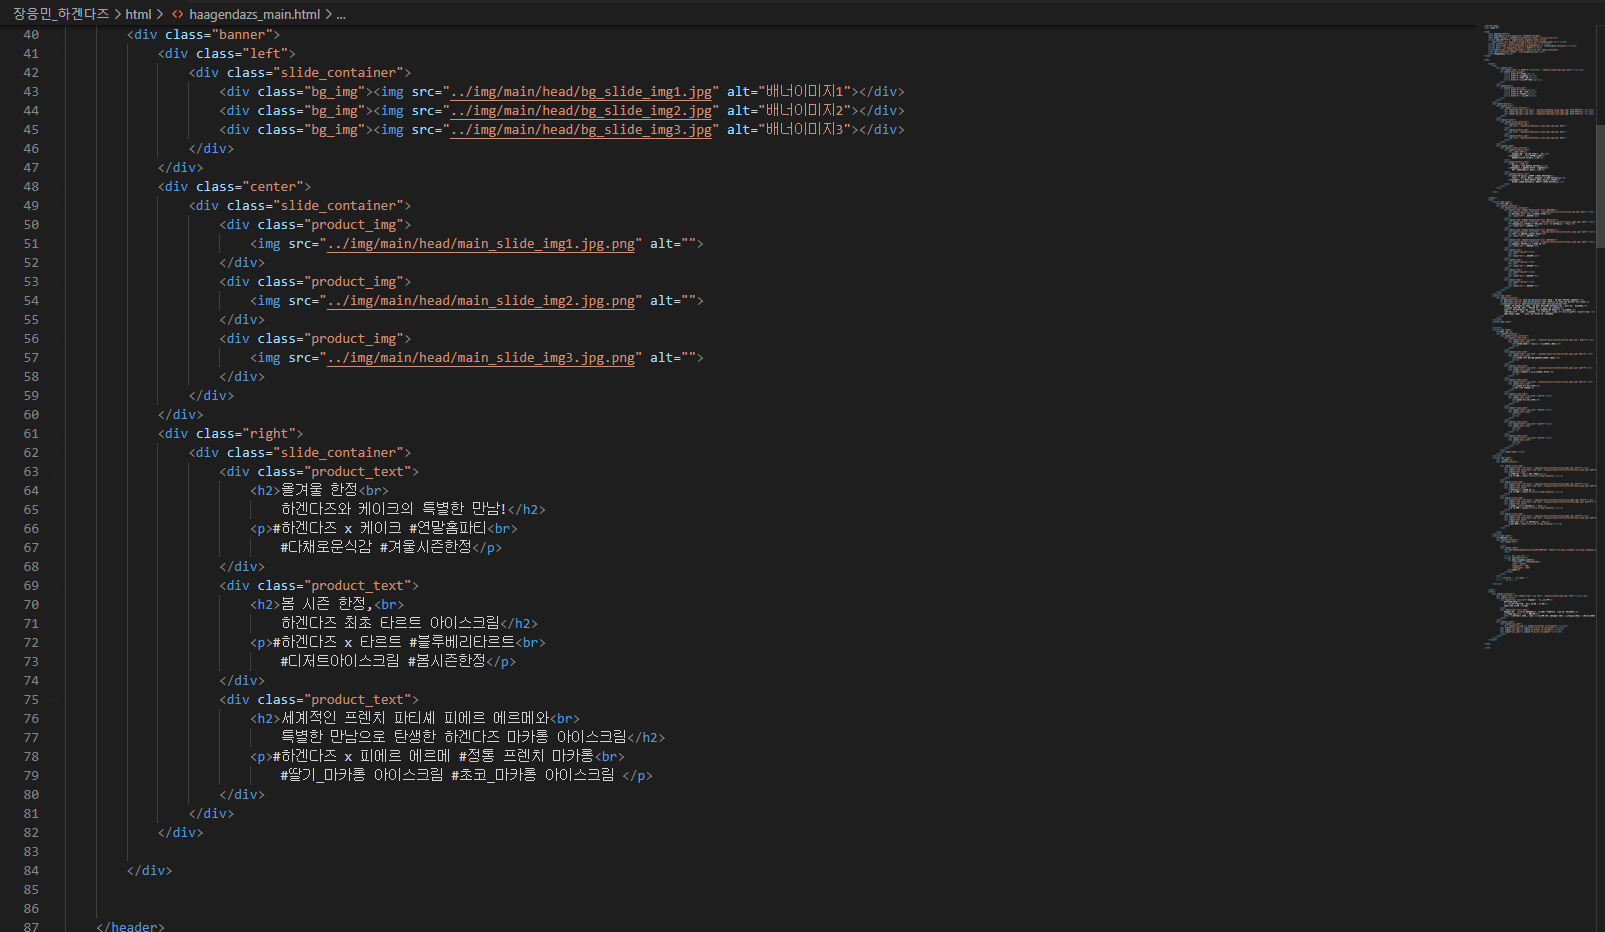 장응민_하겐다즈 > html > <> haagendazs_main.html > ...
40 <div class="banner">
41 <div class="left">
42 <div class="slide_container">
43 <div class="bg_img"><img src="../img/main/head/bg_slide_img1.jpg" alt="배너이미지1"></div>
44 <div class="bg_img"><img src="../img/main/head/bg_slide_img2.jpg" alt="배너이미지2"></div>
45 <div class="bg_img"><img src="../img/main/head/bg_slide_img3.jpg" alt="배너이미지3"></div>
46 </div>
47 </div>
48 <div class="center">
49 <div class="slide_container">
50 <div class="product_img">
51 <img src="../img/main/head/main_slide_img1.jpg.png" alt="">
52 </div>
53 <div class="product_img">
54 <img src="../img/main/head/main_slide_img2.jpg.png" alt="">
55 </div>
56 <div class="product_img">
57 <img src="../img/main/head/main_slide_img3.jpg.png" alt="">
58 </div>
59 </div>
60 </div>
61 <div class="right">
62 <div class="slide_container">
63 <div class="product_text">
64 <h2>올겨울 한정<br>
65 하겐다즈와 케이크의 특별한 만남!</h2>
66 <p>#하겐다즈 x 케이크 #연말홈파티<br>
67 #다채로운식감 #겨울시즌한정</p>
68 </div>
69 <div class="product_text">
70 <h2>봄 시즌 한정,<br>
71 하겐다즈 최초 타르트 아이스크림</h2>
72 <p>#하겐다즈 x 타르트 #블루베리타르트<br>
73 #디저트아이스크림 #봄시즌한정</p>
74 </div>
75 <div class="product_text">
76 <h2>세계적인 프렌치 파티셰 피에르 에르메와<br>
77 특별한 만남으로 탄생한 하겐다즈 마카롱 아이스크림</h2>
78 <p>#하겐다즈 x 피에르 에르메 #정통 프렌치 마카롱<br>
79 #딸기_마카롱 아이스크림 #초코_마카롱 아이스크림 </p>
80 </div>
81 </div>
82 </div>
83
84 </div>
85
86
87 </header>